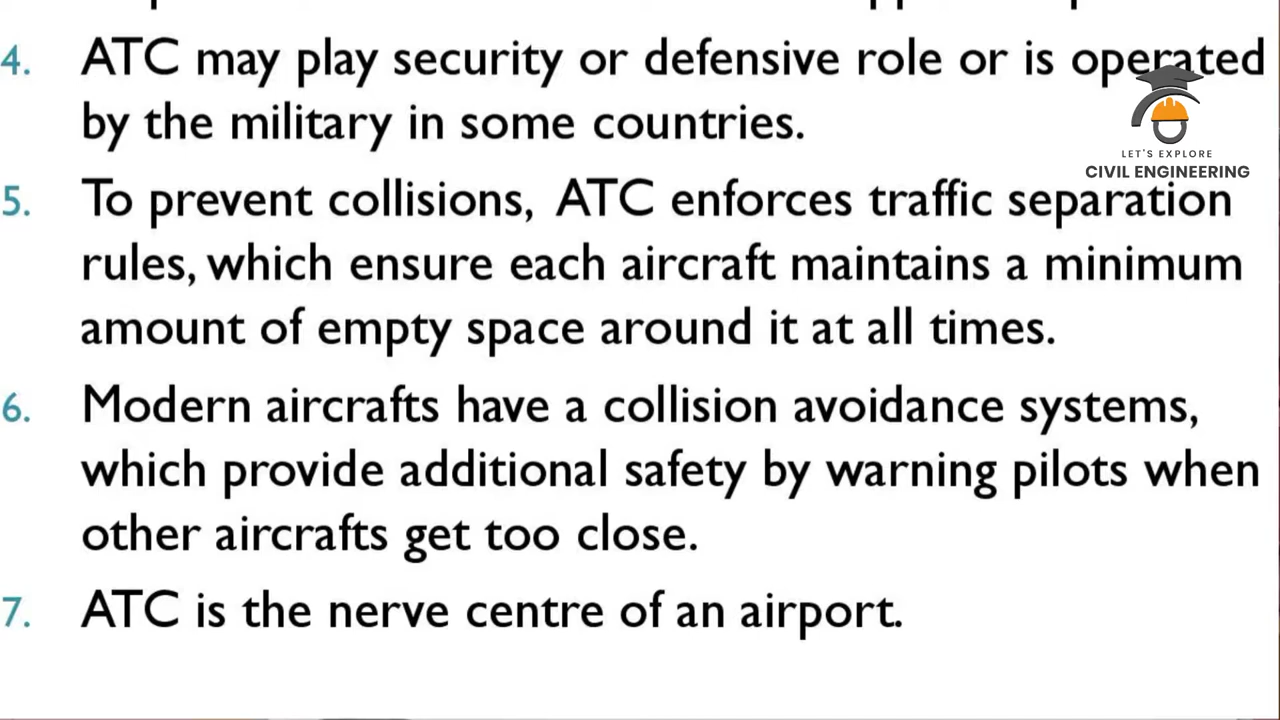 4. ATC may play security or defensive role or is operated
by the military in some countries.
LET'S EXPLORE
CIVIL ENGINEERING
5. To prevent collisions, ATC enforces traffic separation
rules, which ensure each aircraft maintains a minimum
amount of empty space around it at all times.
6. Modern aircrafts have a collision avoidance systems,
which provide additional safety by warning pilots when
other aircrafts get too close.
7. ATC is the nerve centre of an airport.